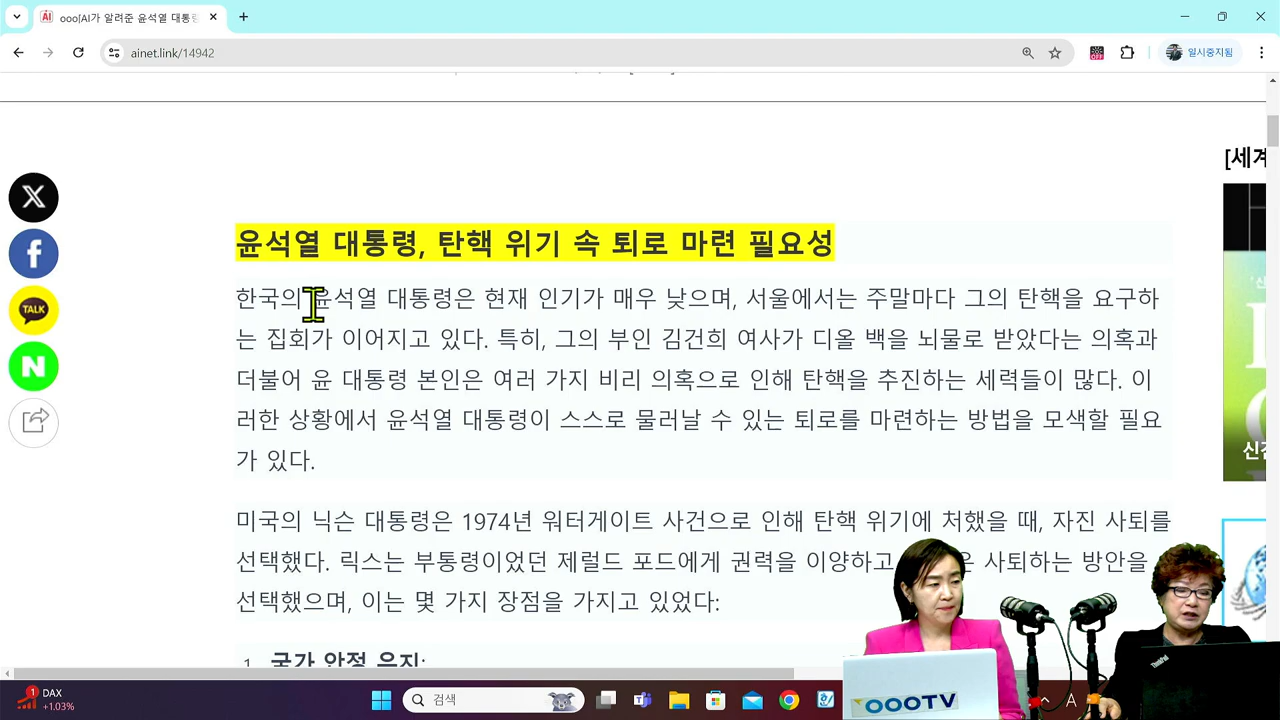 ooo[AI가 알려준 윤석열 대통령
ainet.link/14942
OFF
일시중지됨
[세계
윤석열 대통령, 탄핵 위기 속 퇴로 마련 필요성
한국의 윤석열 대통령은 현재 인기가 매우 낮으며, 서울에서는 주말마다 그의 탄핵을 요구하
는 집회가 이어지고 있다. 특히, 그의 부인 김건희 여사가 디올 백을 뇌물로 받았다는 의혹과
TALK
더불어 윤 대통령 본인은 여러 가지 비리 의혹으로 인해 탄핵을 추진하는 세력들이 많다. 이
러한 상황에서 윤석열 대통령이 스스로 물러날 수 있는 퇴로를 마련하는 방법을 모색할 필요
가 있다.
미국의 닉슨 대통령은 1974년 워터게이트 사건으로 인해 탄핵 위기에 처했을 때, 자진 사퇴를
선택했다. 릭스는 부통령이었던 제럴드 포드에게 권력을 이양하고 사퇴하는 방안을
선택했으며, 이는 몇 가지 장점을 가지고 있었다:
1. 국가 안정 유지:
ThinkPad
OOOTV
1
DAX
+1.03%
검색
A